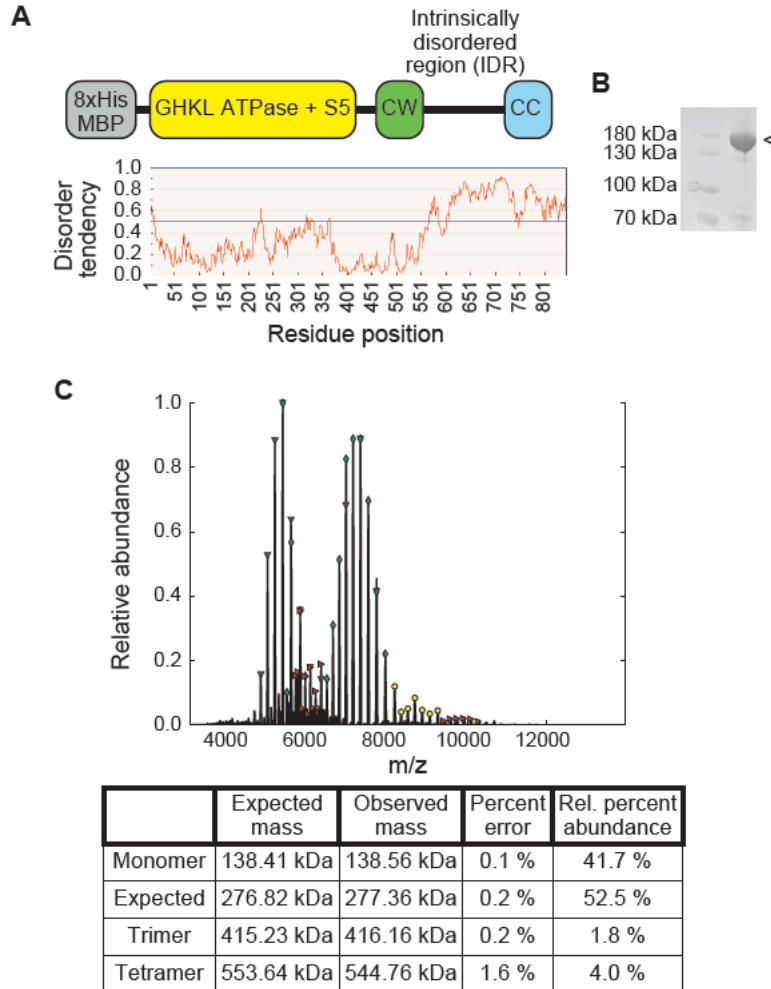 A
Intrinsically
disordered
region (IDR)
8xHis
MBP
GHKL ATPase + S5
CW
CC
B
180 kDa
130 kDa
100 kDa
70 kDa
<
Disorder
tendency
1.0
0.8
0.6
0.4
0.2
0.0
1
51
101
151
201
251
301
351
401
451
501
551
601
651
701
751
801
Residue position
C
Relative abundance
1.0
0.8
0.6
0.4
0.2
0.0
4000 6000 8000 10000 12000
m/z
Expected mass Observed mass Percent error Rel. percent abundance
Monomer 138.41 kDa 138.56 kDa 0.1 % 41.7 %
Expected 276.82 kDa 277.36 kDa 0.2 % 52.5 %
Trimer 415.23 kDa 416.16 kDa 0.2 % 1.8 %
Tetramer 553.64 kDa 544.76 kDa 1.6 % 4.0 %